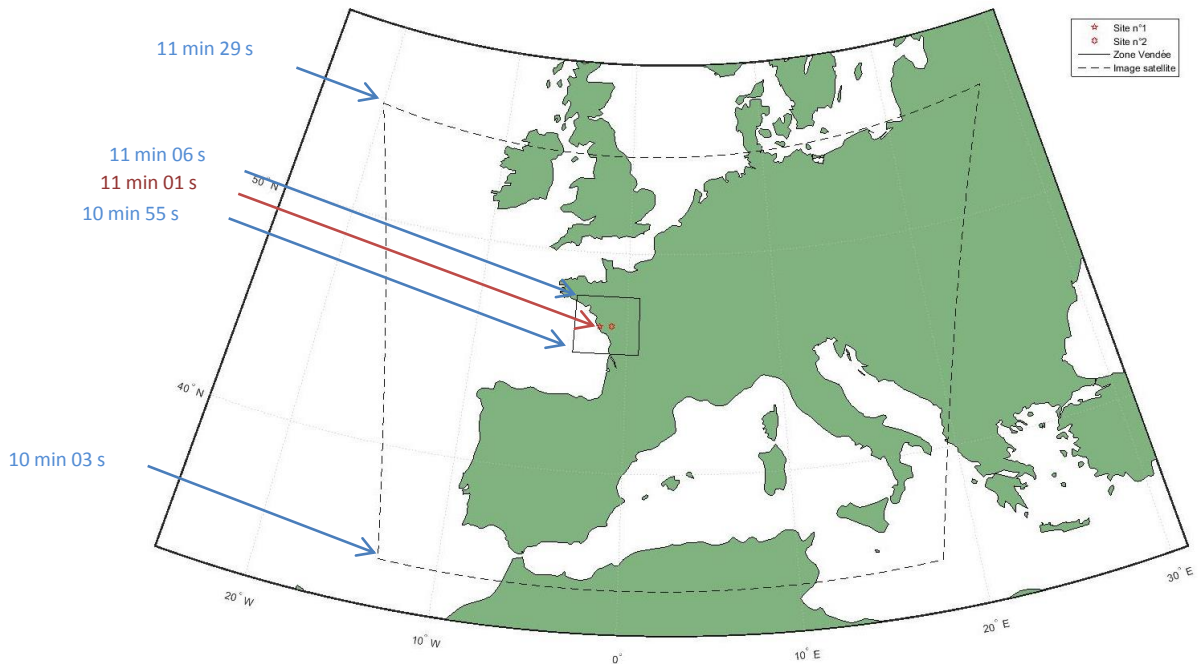 11 min 29 s
Site n°1
Site n°2
Zone Vendée
Image satellite
11 min 06 s
11 min 01 s
10 min 55 s
50° N
40° N
10 min 03 s
20° W
10° W
0°
10° E
20° E
30° E